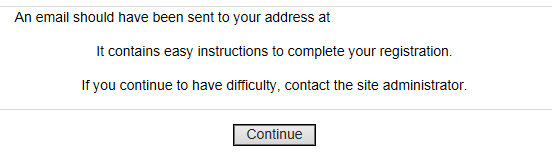 An email should have been sent to your address at
It contains easy instructions to complete your registration.
If you continue to have difficulty, contact the site administrator.
Continue